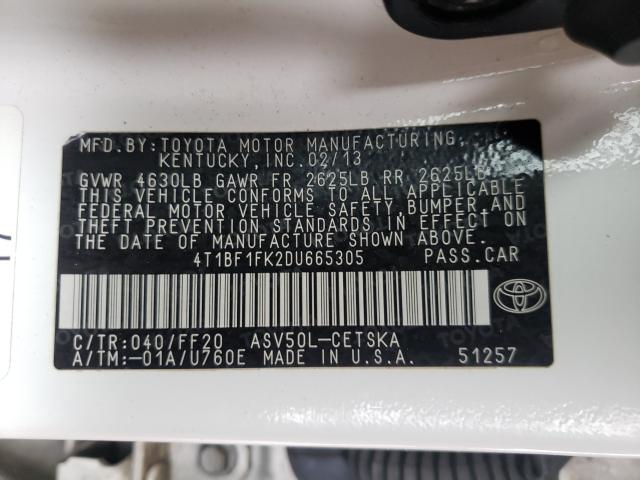 MFD.BY:TOYOTA MOTOR MANUFACTURING,
KENTUCKY,INC.02/13
GVWR 4630LB GAWR FR 2625LB RR 2625LB
THIS VEHICLE CONFORMS TO ALL APPLICABLE
FEDERAL MOTOR VEHICLE SAFETY,BUMPER,AND
THEFT PREVENTION STANDARDS IN EFFECT ON
THE DATE OF MANUFACTURE SHOWN ABOVE.
4T1BF1FK2DU665305 PASS.CAR
C/TR:040/FF20 ASV50L-CETSKA
A/TM:-01A/U760E MADE IN U.S.A. 51257